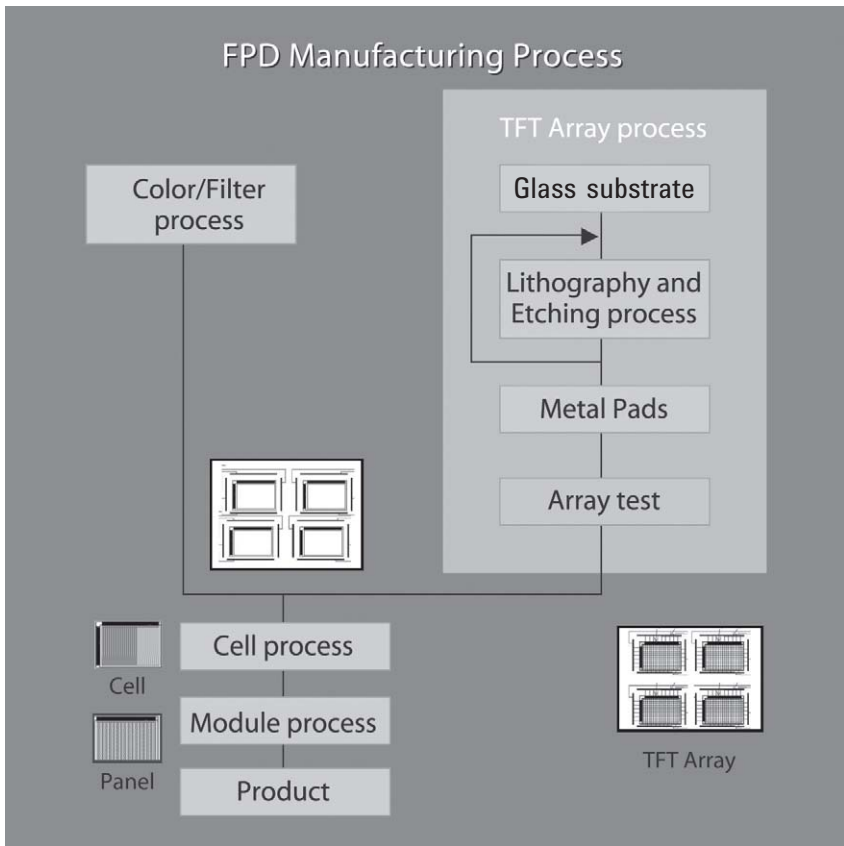 FPD Manufacturing Process
TFT Array process
Color/Filter
process
Glass substrate
Lithography and
Etching process
Metal Pads
Array test
Cell process
Cell
Module process
Panel
Product
TFT Array